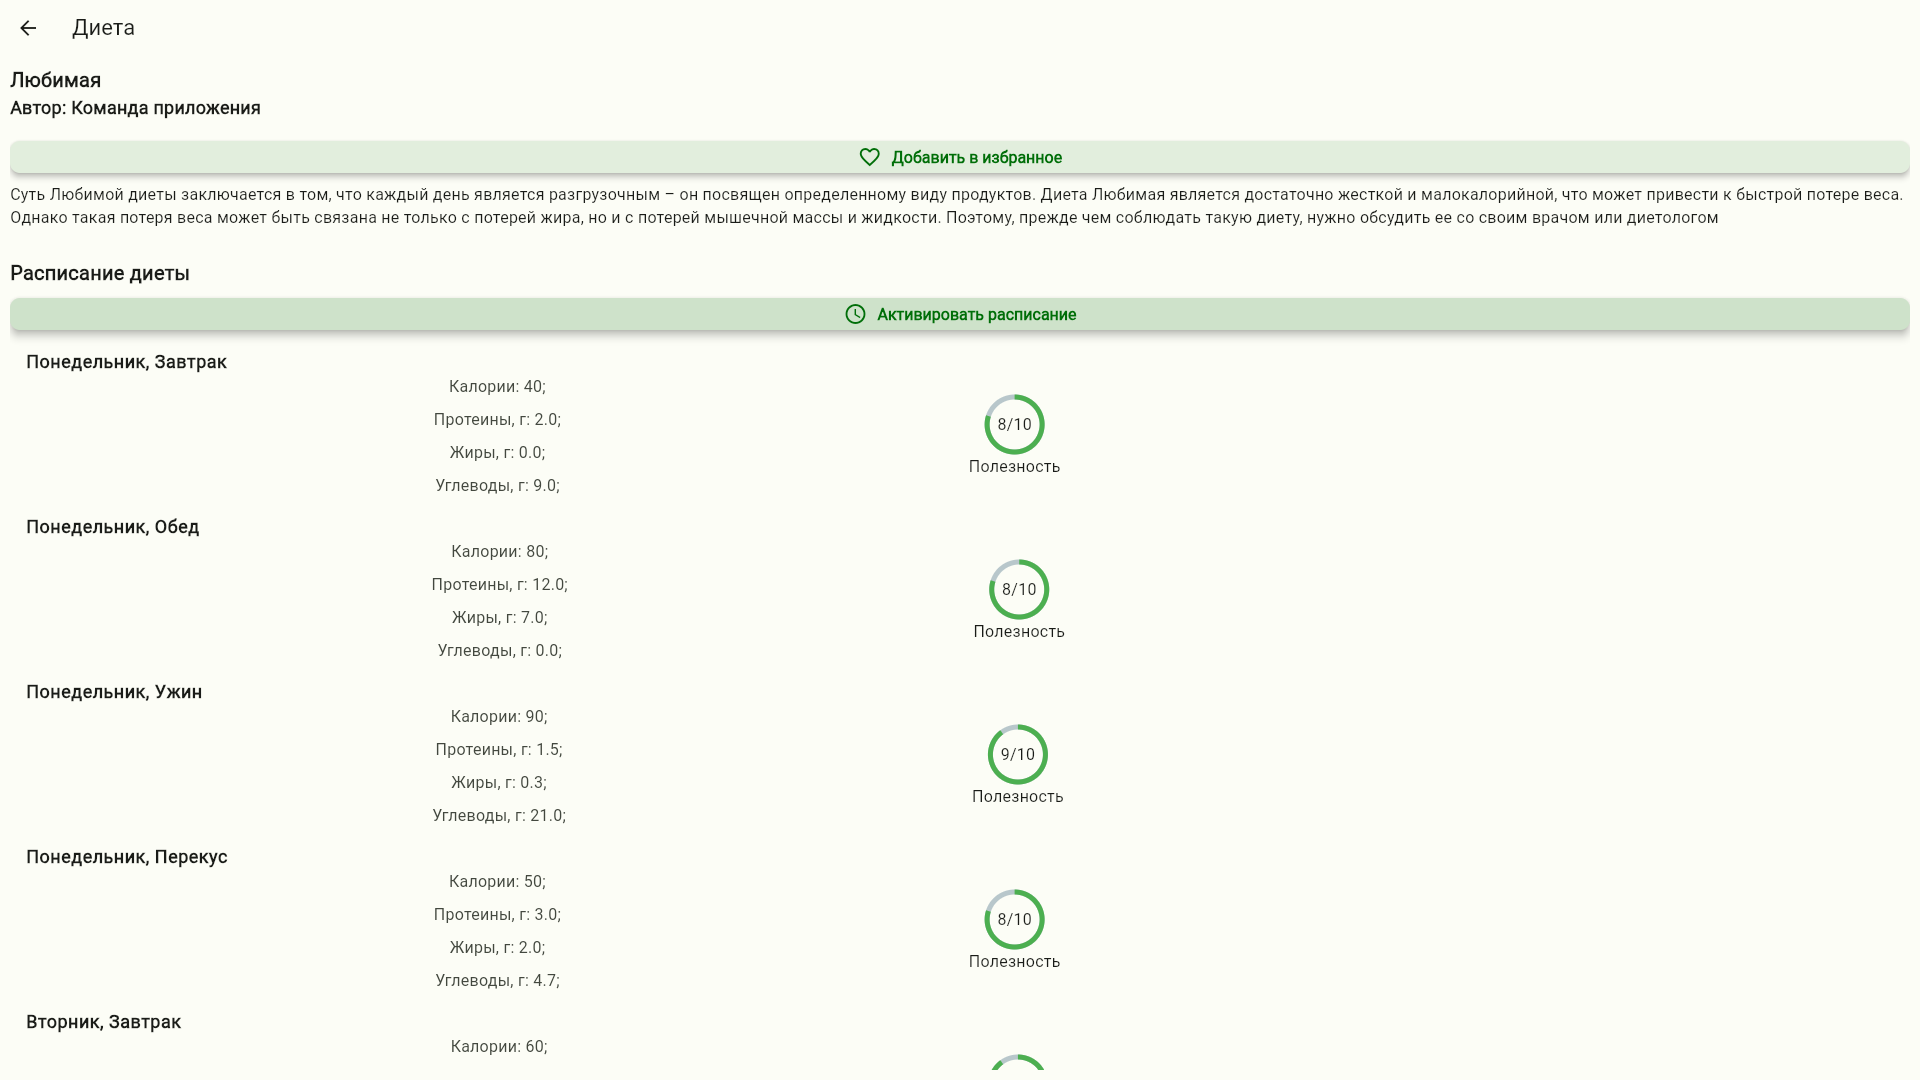 Диета
Любимая
Автор: Команда приложения
Добавить в избранное
Суть Любимой диеты заключается в том, что каждый день является разгрузочным – он посвящен определенному виду продуктов. Диета Любимая является достаточно жесткой и малокалорийной, что может привести к быстрой потере веса.
Однако такая потеря веса может быть связана не только с потерей жира, но и с потерей мышечной массы и жидкости. Поэтому, прежде чем соблюдать такую диету, нужно обсудить ее со своим врачом или диетологом
Расписание диеты
Активировать расписание
Понедельник, Завтрак
Калории: 40;
Протеины, г: 2.0;
Жиры, г: 0.0;
Углеводы, г: 9.0;
8/10
Полезность
Понедельник, Обед
Калории: 80;
Протеины, г: 12.0;
Жиры, г: 7.0;
Углеводы, г: 0.0;
8/10
Полезность
Понедельник, Ужин
Калории: 90;
Протеины, г: 1.5;
Жиры, г: 0.3;
Углеводы, г: 21.0;
9/10
Полезность
Понедельник, Перекус
Калории: 50;
Протеины, г: 3.0;
Жиры, г: 2.0;
Углеводы, г: 4.7;
8/10
Полезность
Вторник, Завтрак
Калории: 60;